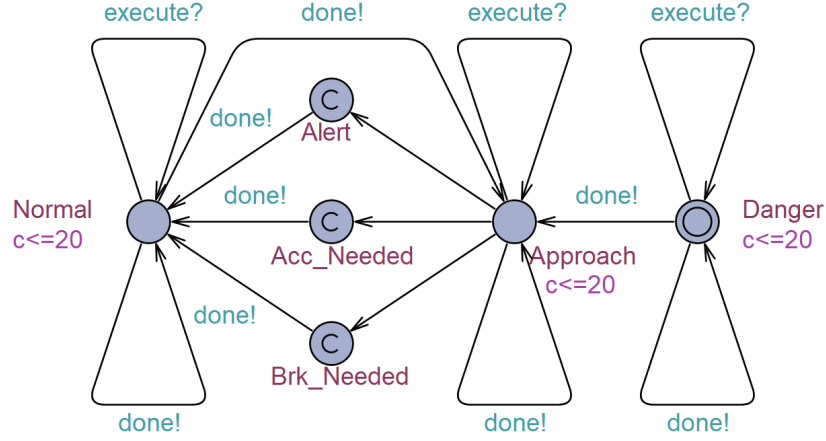 execute?
done!
execute?
execute?
C
done!
Alert
Normal
c<=20
done!
C
Acc_Needed
done!
Approach
c<=20
Danger
c<=20
done!
C
Brk_Needed
done!
done!
done!